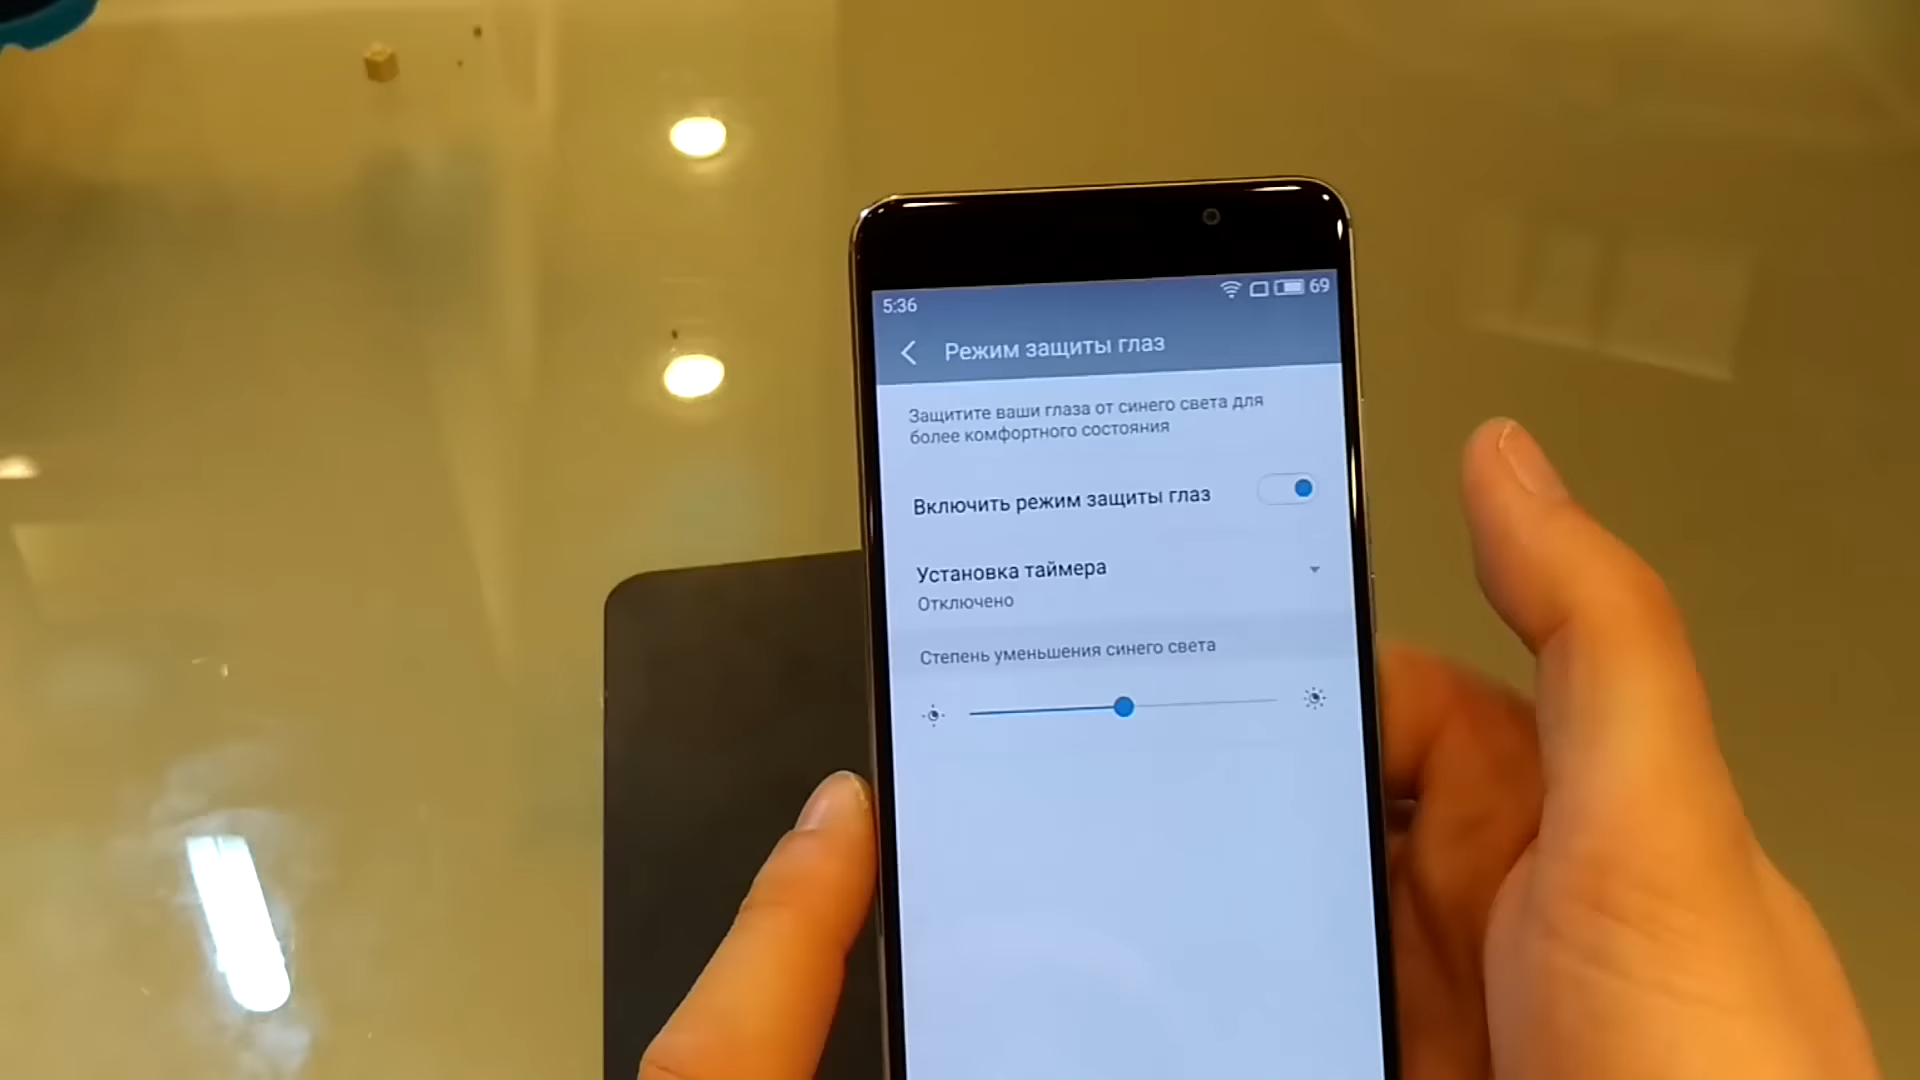 5:36
69
Режим защиты глаз
Защитите ваши глаза от синего света для
более комфортного состояния
Включить режим защиты глаз
Установка таймера
Отключено
Степень уменьшения синего света